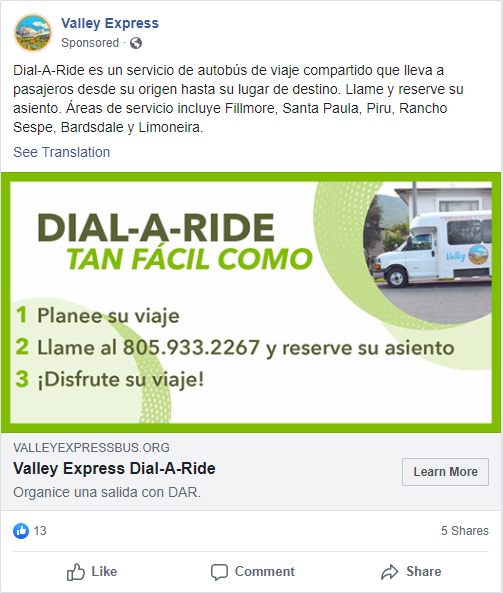 Valley Express
Sponsored ·
Dial-A-Ride es un servicio de autobús de viaje compartido que lleva a
pasajeros desde su origen hasta su lugar de destino. Llame y reserve su
asiento. Áreas de servicio incluye Fillmore, Santa Paula, Piru, Rancho
Sespe, Bardsdale y Limoneira.
See Translation
DIAL-A-RIDE
TAN FÁCIL COMO
Valley
1 Planee su viaje
2 Llame al 805.933.2267 y reserve su asiento
3 ¡Disfrute su viaje!
VALLEYEXPRESSBUS.ORG
Valley Express Dial-A-Ride
Learn More
Organice una salida con DAR.
13
5 Shares
Like
Comment
Share